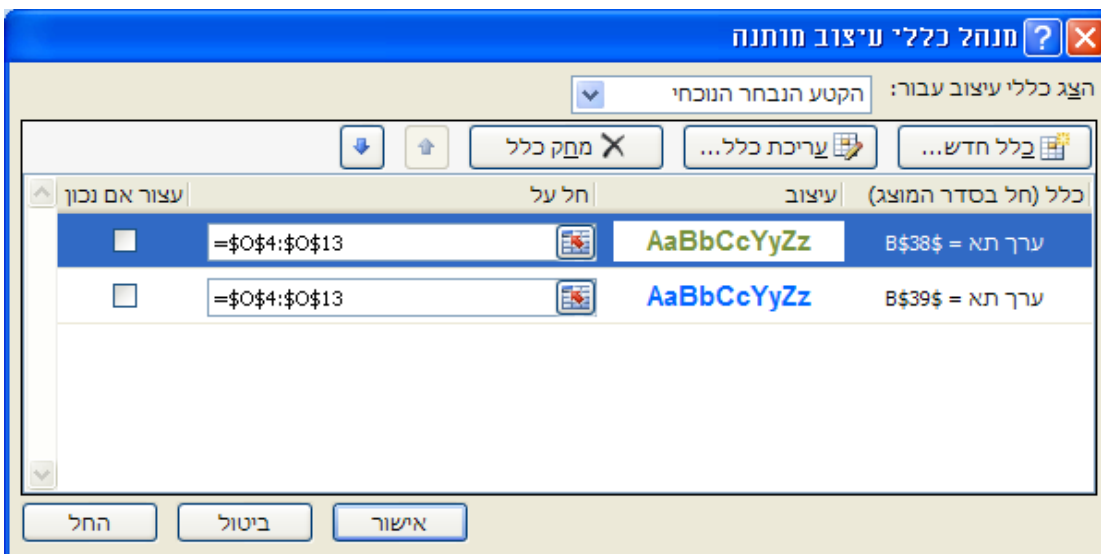 מנהל כללי עיצוב מותנה
הצג כללי עיצוב עבור: הקטע הנבחר הנוכחי
כלל חדש... עריכת כלל... מחק כלל
כלל (חל בסדר המוצג) עיצוב חל על עצור אם נכון
ערך תא = $B$38 AaBbCcYyZz =$O$4:$O$13
ערך תא = $B$39 AaBbCcYyZz =$O$4:$O$13
אישור ביטול החל